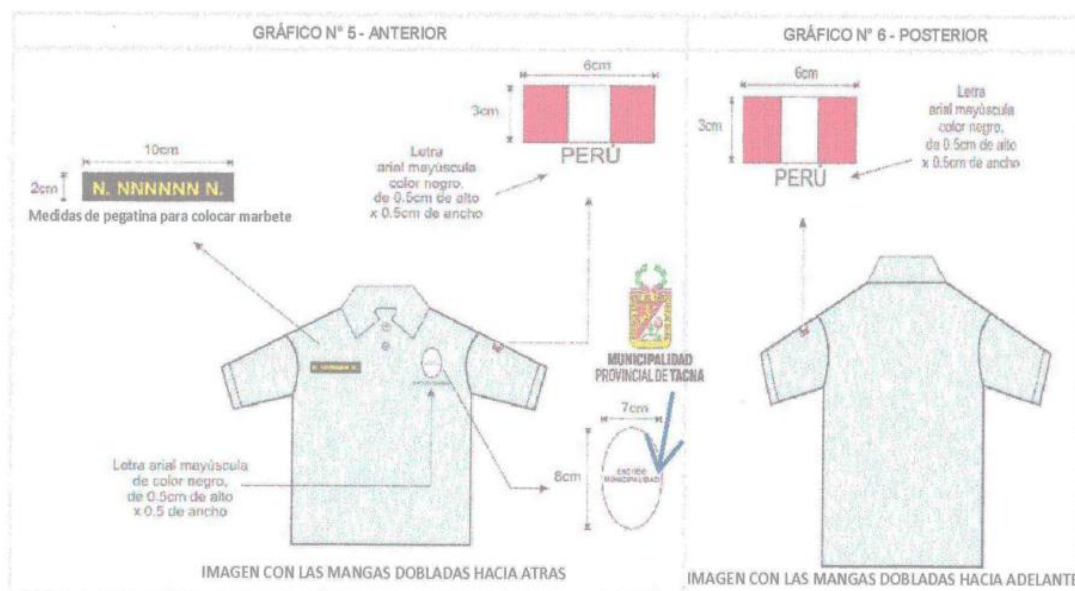 GRÁFICO N° 5 - ANTERIOR
6cm
3cm
PERÚ
Letra
arial mayúscula
color negro,
de 0.5cm de alto
x 0.5cm de ancho
10cm
2cm
N. NNNNNN N.
Medidas de pegatina para colocar marbete
N. NNNNNN N.
MUNICIPALIDAD
PROVINCIAL DE TACNA
7cm
8cm
ESCUDO
MUNICIPALIDAD
Letra arial mayúscula
de color negro,
de 0.5cm de alto
x 0.5 de ancho
IMAGEN CON LAS MANGAS DOBLADAS HACIA ATRAS
GRÁFICO N° 6 - POSTERIOR
6cm
3cm
PERÚ
Letra
arial mayúscula
color negro,
de 0.5cm de alto
x 0.5cm de ancho
IMAGEN CON LAS MANGAS DOBLADAS HACIA ADELANTE